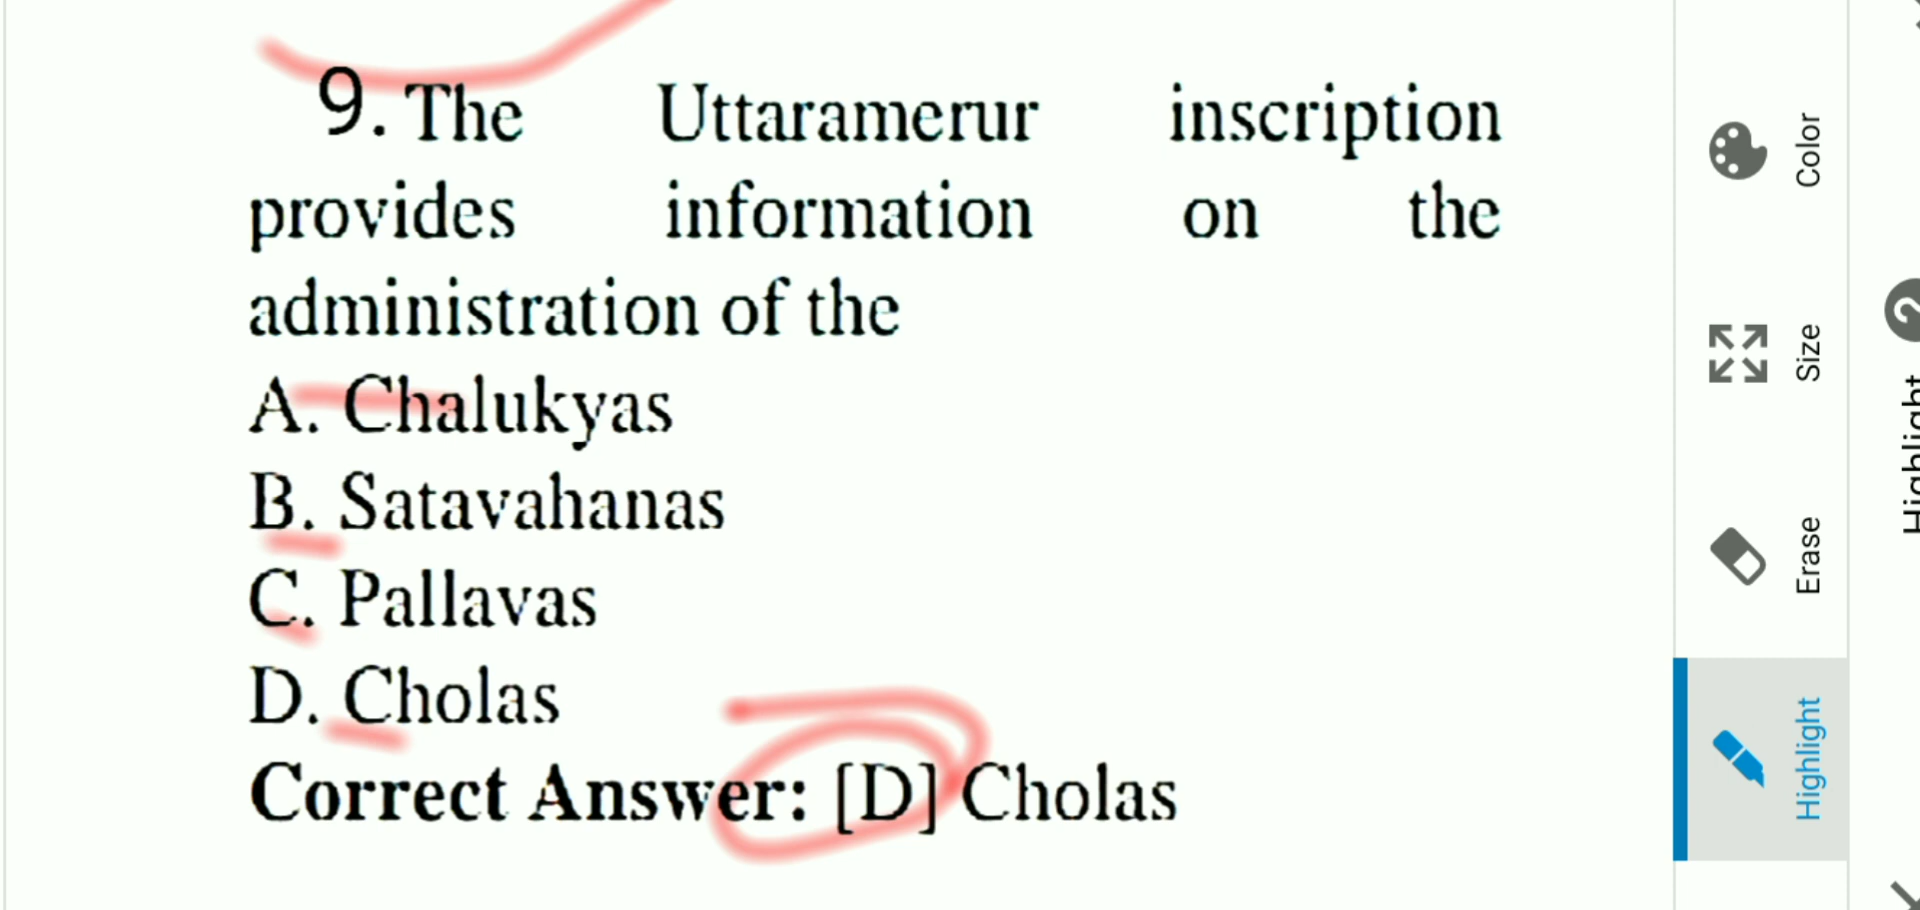 9. The Uttaramerur inscription
provides information on the
administration of the
A. Chalukyas
B. Satavahanas
C. Pallavas
D. Cholas
Correct Answer: [D] Cholas
Color
Size
Erase
Highlight
Highlight